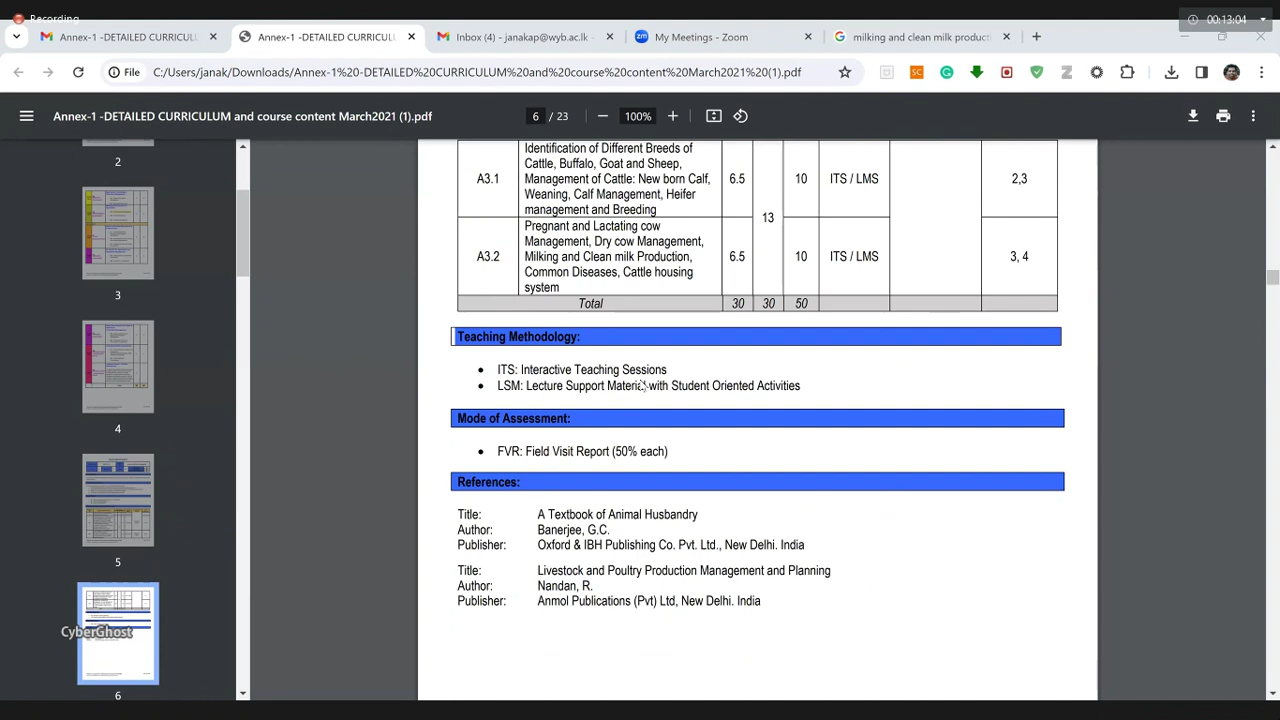 Recording
00:13:04
Annex-1 -DETAILED CURRICULU
Annex-1 -DETAILED CURRICUL
Inbox (4) - janakap@wyb.ac.lk
zm My Meetings - Zoom
milking and clean milk product
File C:/Users/janak/Downloads/Annex-1%20-DETAILED%20CURRICULUM%20and%20course%20content%20March2021%20(1).pdf
Annex-1 -DETAILED CURRICULUM and course content March2021 (1).pdf
6 / 23
100%
2
3
4
5
CyberGhost
6
A3.1
Identification of Different Breeds of
Cattle, Buffalo, Goat and Sheep,
Management of Cattle: New born Calf,
Weaning, Calf Management, Heifer
management and Breeding
6.5
13
10
ITS / LMS
2,3
A3.2
Pregnant and Lactating cow
Management, Dry cow Management,
Milking and Clean milk Production,
Common Diseases, Cattle housing
system
6.5
10
ITS / LMS
3, 4
Total 30 30 50
Teaching Methodology:
• ITS: Interactive Teaching Sessions
• LSM: Lecture Support Material with Student Oriented Activities
Mode of Assessment:
• FVR: Field Visit Report (50% each)
References:
Title: A Textbook of Animal Husbandry
Author: Banerjee, G.C.
Publisher: Oxford & IBH Publishing Co. Pvt. Ltd., New Delhi. India
Title: Livestock and Poultry Production Management and Planning
Author: Nandan, R.
Publisher: Anmol Publications (Pvt) Ltd, New Delhi. India